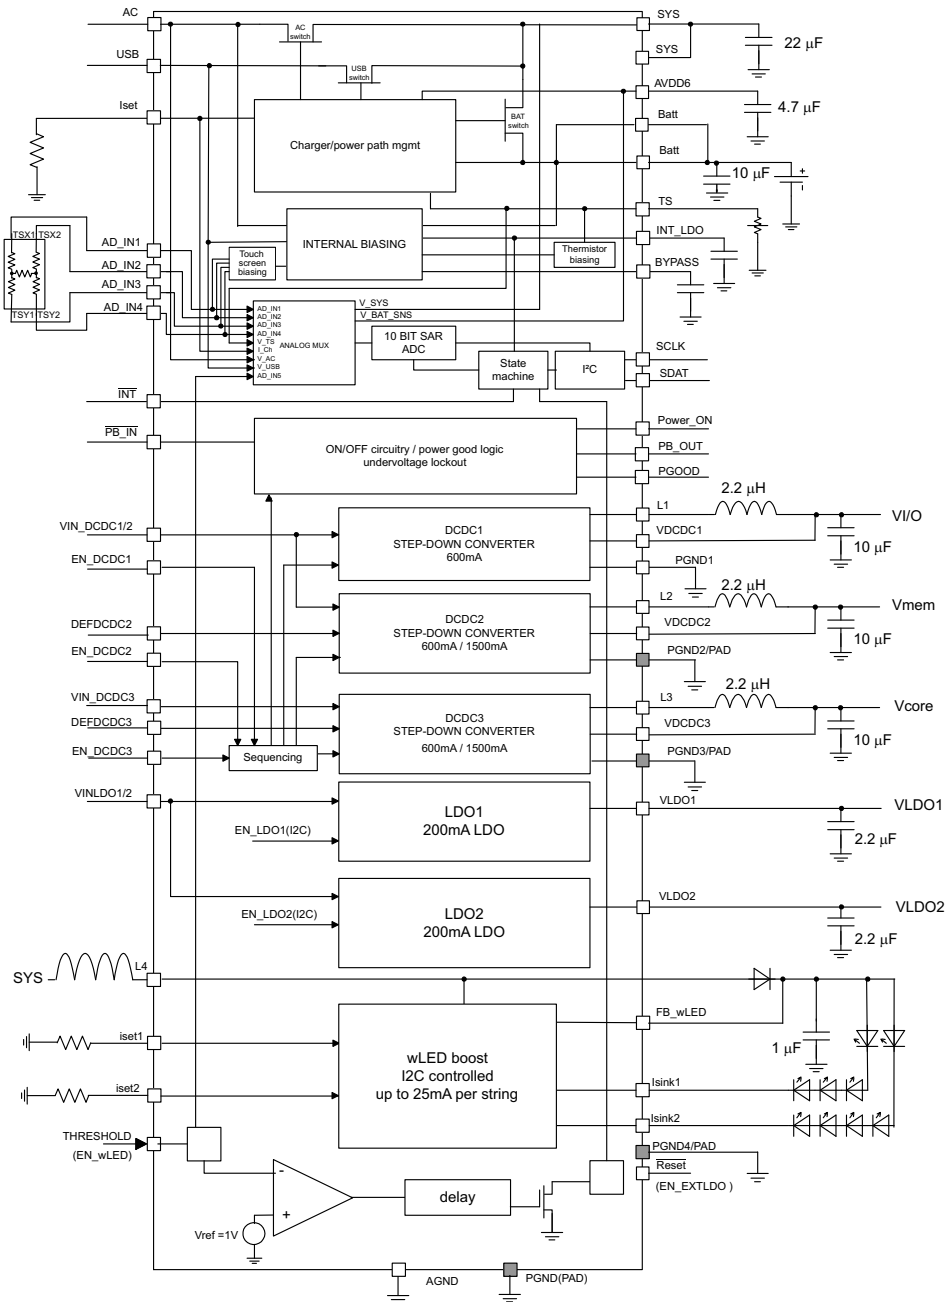 AC
SYS
AC
switch
22 μF
SYS
USB
USB
switch
AVDD6
4.7 μF
Iset
Batt
BAT
switch
Charger/power path mgmt
Batt
10 μF
+
-
TS
TSX1
TSX2
INT_LDO
AD_IN1
INTERNAL BIASING
Touch
screen
biasing
Thermistor
biasing
BYPASS
AD_IN2
AD_IN3
AD_IN4
TSY1
TSY2
V_SYS
V_BAT_SNS
AD_IN1
AD_IN2
AD_IN3
AD_IN4
V_TS
I_Ch
V_AC
V_USB
AD_IN5
ANALOG MUX
10 BIT SAR
ADC
SCLK
State
machine
I²C
SDAT
INT
PB_IN
Power_ON
ON/OFF circuitry / power good logic
undervoltage lockout
PB_OUT
PGOOD
2.2 μH
L1
VI/O
VIN_DCDC1/2
DCDC1
STEP-DOWN CONVERTER
600mA
VDCDC1
10 μF
EN_DCDC1
PGND1
2.2 μH
L2
Vmem
DEFDCDC2
DCDC2
STEP-DOWN CONVERTER
600mA / 1500mA
VDCDC2
10 μF
EN_DCDC2
PGND2/PAD
2.2 μH
VIN_DCDC3
L3
Vcore
DEFDCDC3
DCDC3
STEP-DOWN CONVERTER
600mA / 1500mA
VDCDC3
10 μF
EN_DCDC3
Sequencing
PGND3/PAD
VINLDO1/2
LDO1
200mA LDO
VLDO1
VLDO1
EN_LDO1(I2C)
2.2 μF
LDO2
200mA LDO
VLDO2
VLDO2
EN_LDO2(I2C)
2.2 μF
SYS
L4
FB_wLED
iset1
wLED boost
I2C controlled
up to 25mA per string
1 μF
iset2
Isink1
Isink2
THRESHOLD
(EN_wLED)
PGND4/PAD
Reset
(EN_EXTLDO )
-
+
delay
Vref =1V
AGND
PGND(PAD)